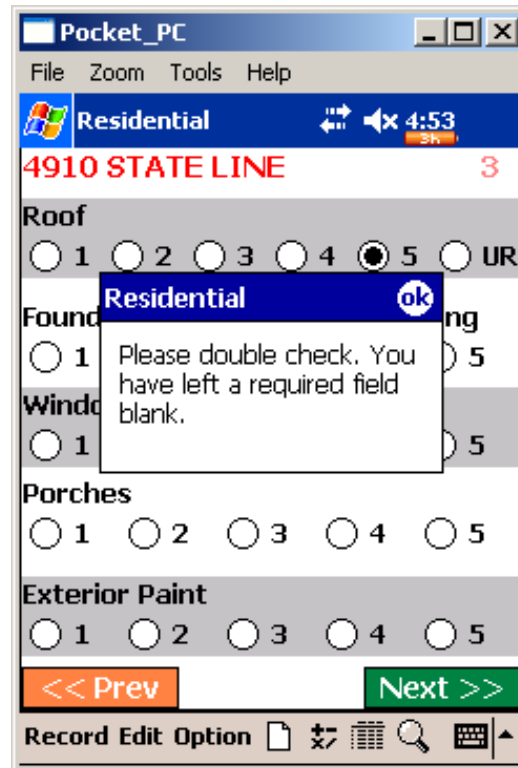 Pocket_PC
File Zoom Tools Help
Residential 4:53
3h
4910 STATE LINE 3
Roof
1 2 3 4 5 UR
Residential ok
Found ng
1 5
Please double check. You
have left a required field
blank.
Windo
1 5
Porches
1 2 3 4 5
Exterior Paint
1 2 3 4 5
<< Prev Next >>
Record Edit Option